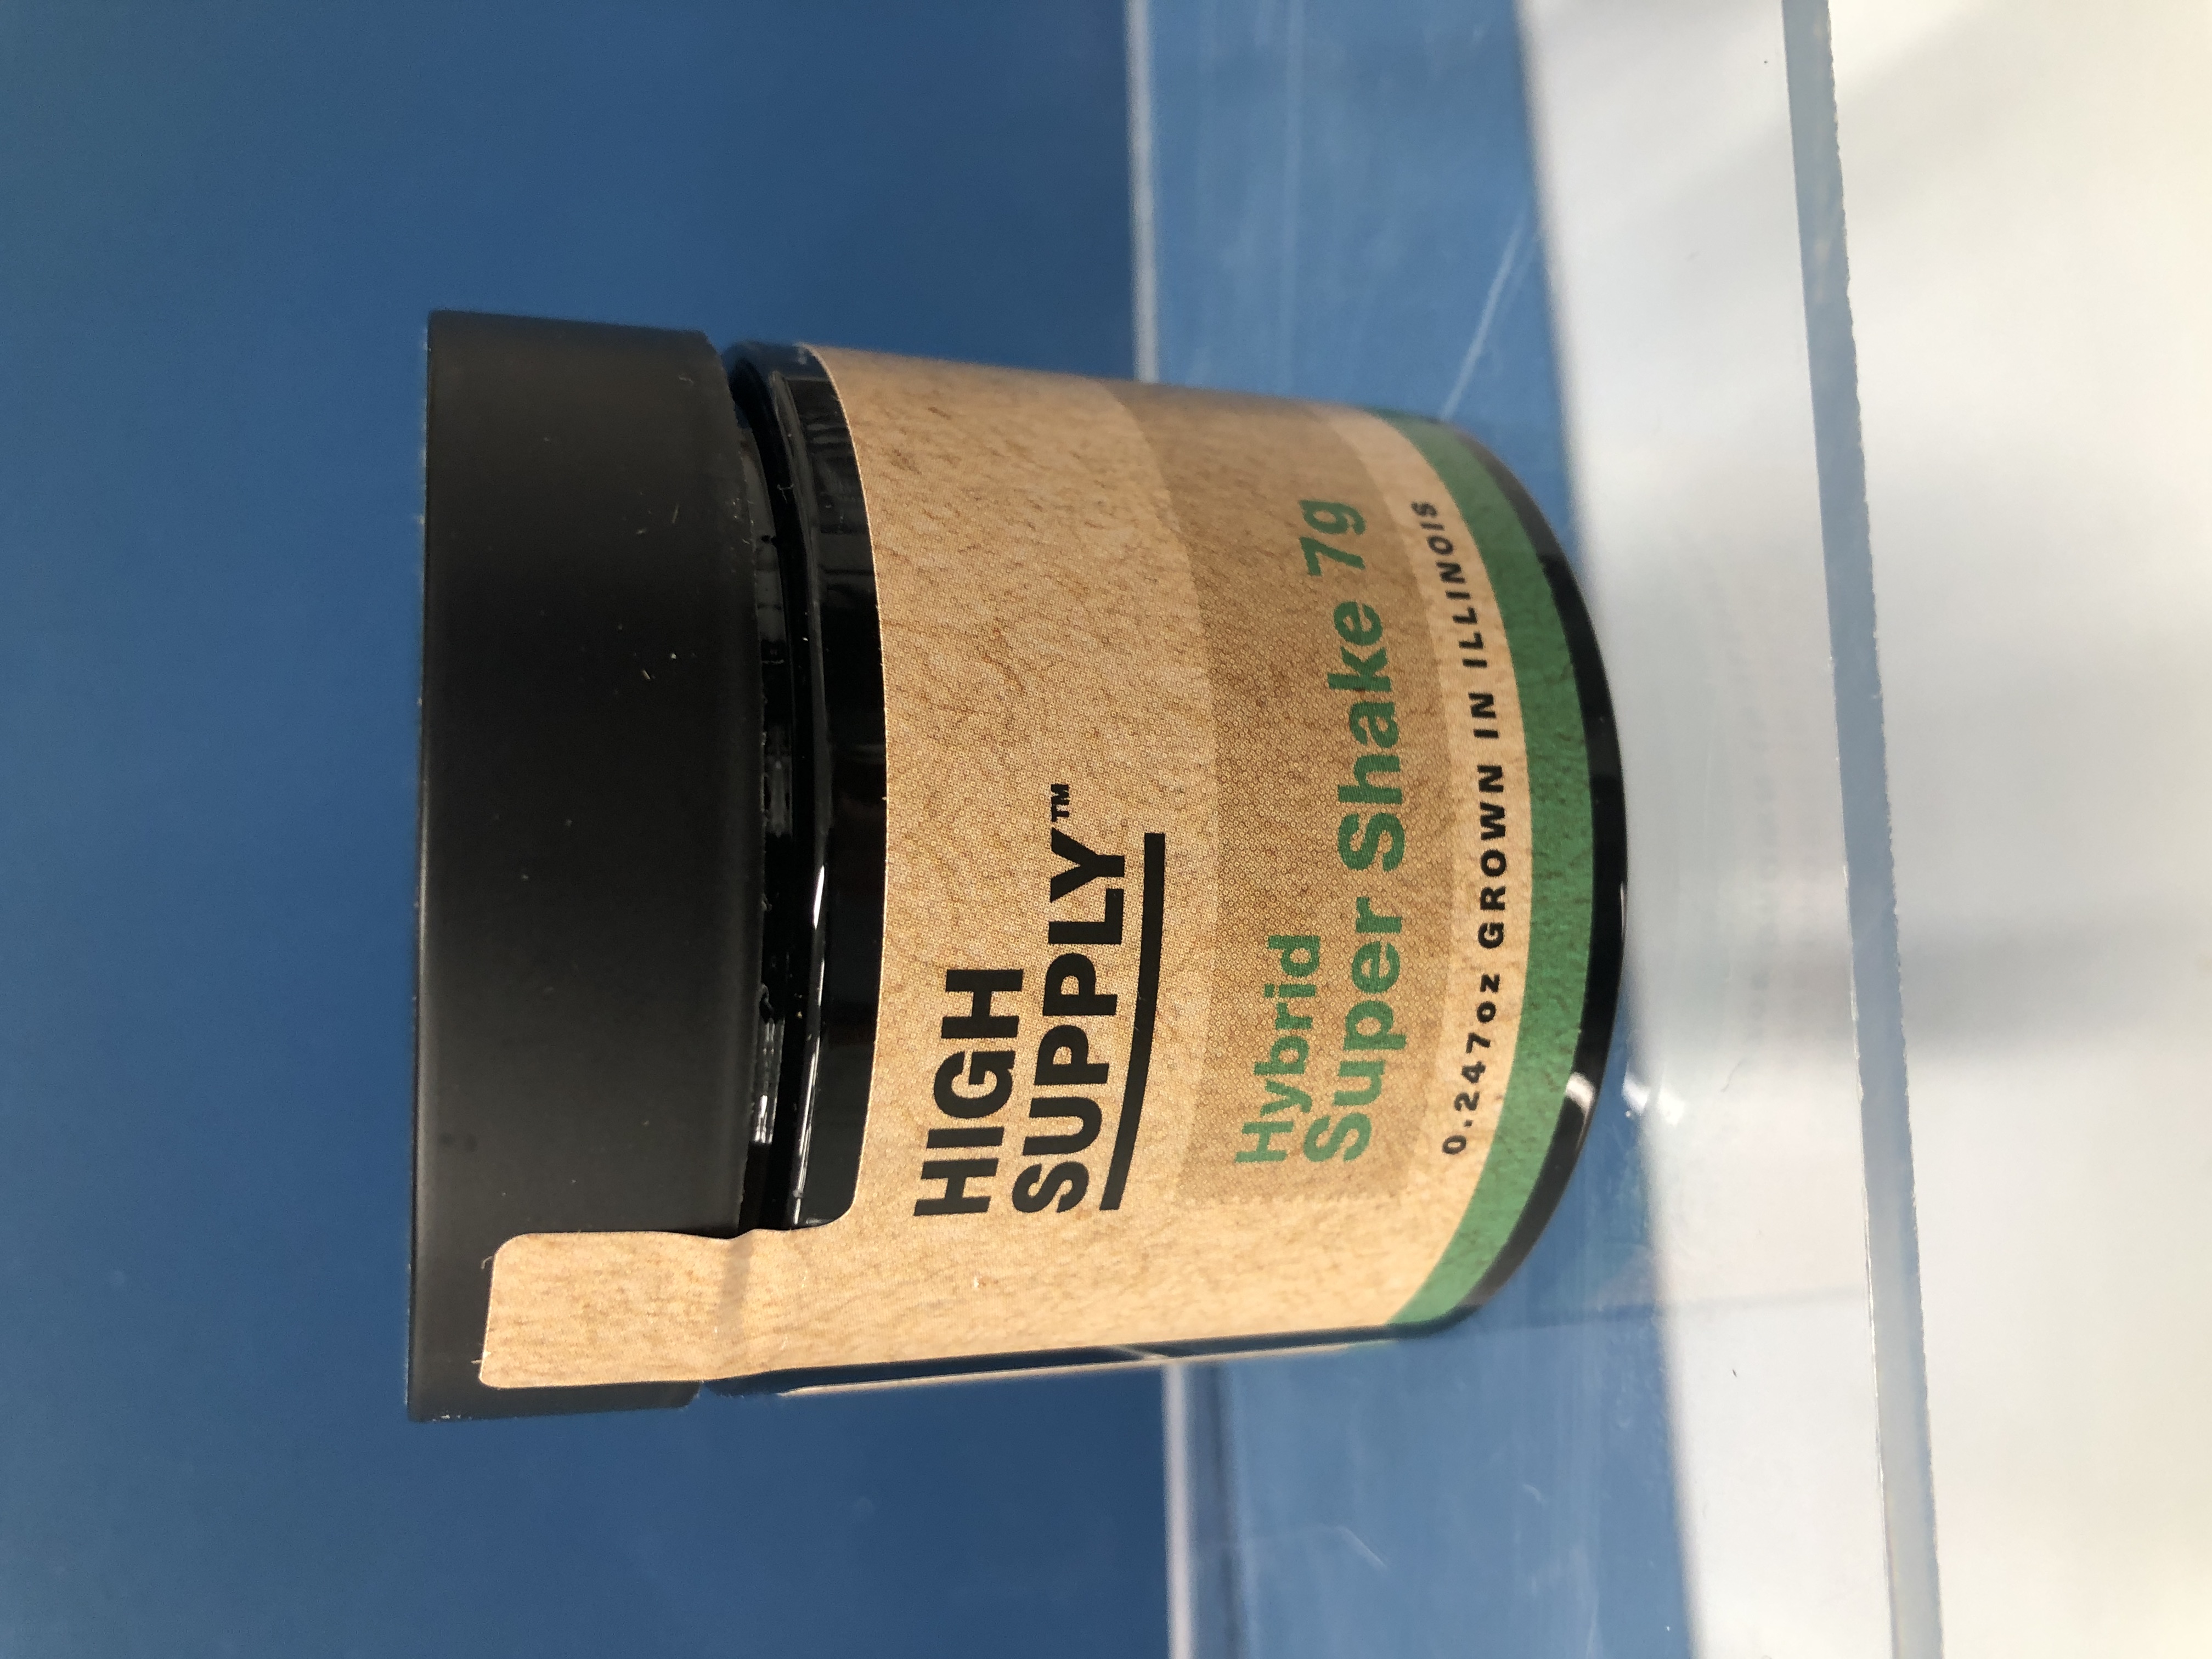 HIGH
SUPPLY™
Hybrid
Super Shake 7g
0.247oz GROWN IN ILLINOIS